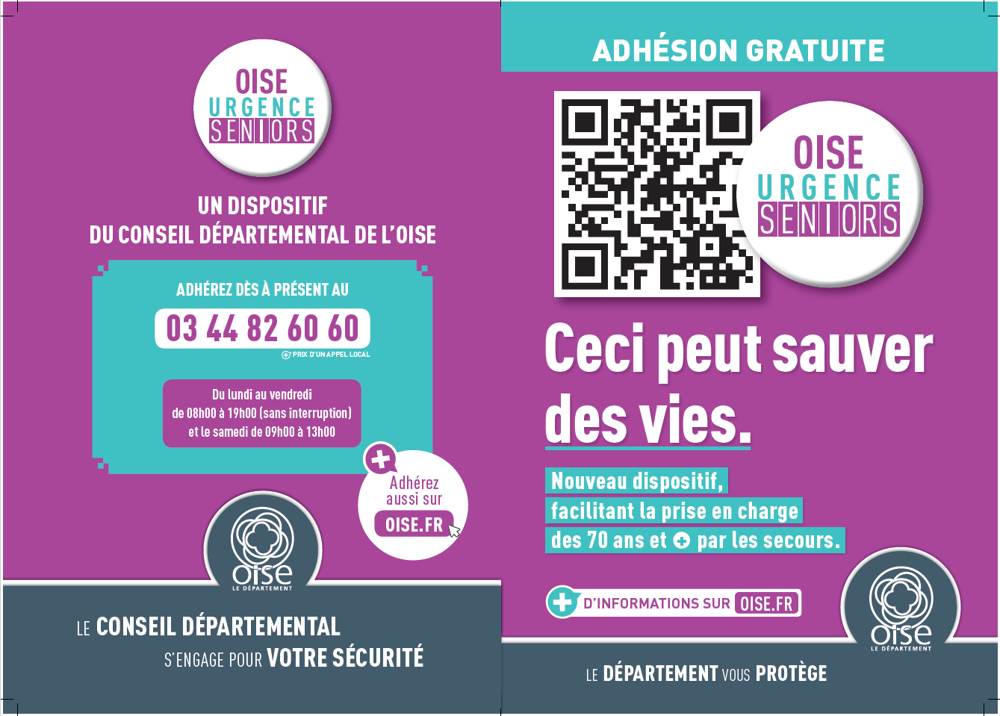 OISE
URGENCE
SENIORS
UN DISPOSITIF
DU CONSEIL DÉPARTEMENTAL DE L'OISE
ADHÉREZ DÈS À PRÉSENT AU
03 44 82 60 60
PRIX D'UN APPEL LOCAL
Du lundi au vendredi
de 08h00 à 19h00 (sans interruption)
et le samedi de 09h00 à 13h00
Adhérez
aussi sur
OISE.FR
oise
LE DÉPARTEMENT
LE CONSEIL DÉPARTEMENTAL
S'ENGAGE POUR VOTRE SÉCURITÉ
ADHÉSION GRATUITE
OISE
URGENCE
SENIORS
Ceci peut sauver
des vies.
Nouveau dispositif,
facilitant la prise en charge
des 70 ans et + par les secours.
+ D'INFORMATIONS SUR OISE.FR
oise
LE DÉPARTEMENT
LE DÉPARTEMENT VOUS PROTÈGE